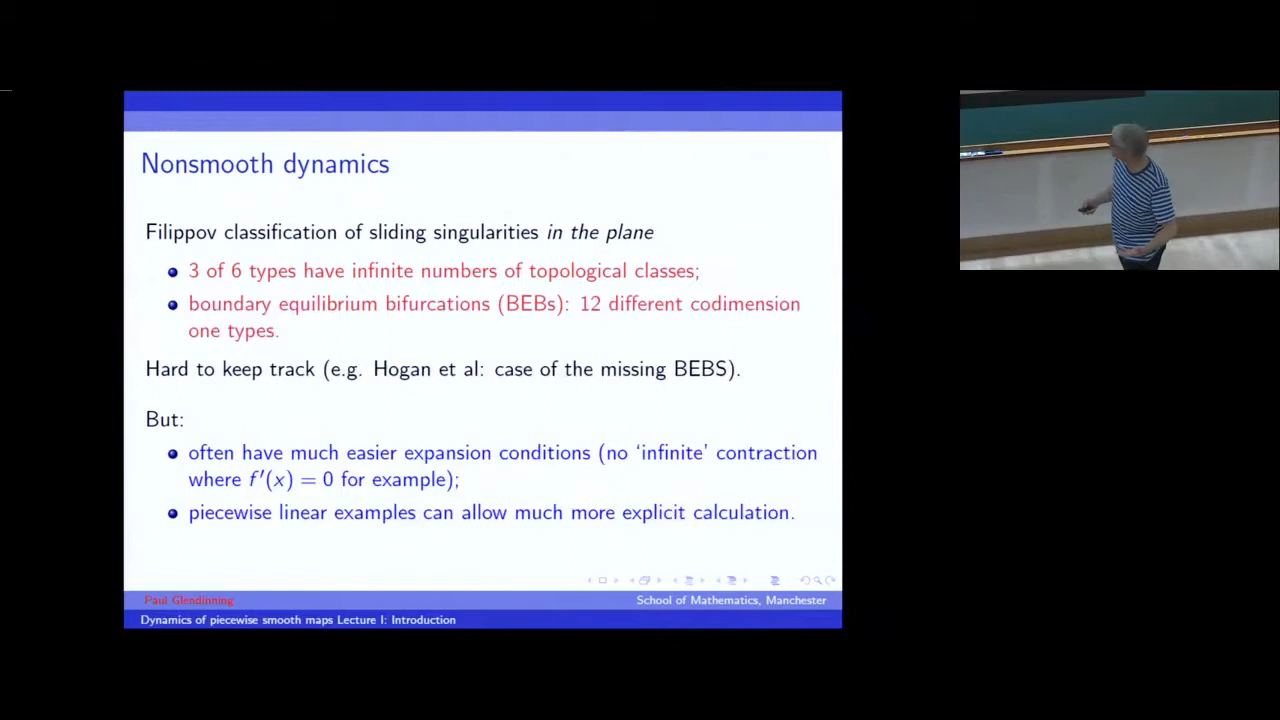 Nonsmooth dynamics
Filippov classification of sliding singularities in the plane
3 of 6 types have infinite numbers of topological classes;
boundary equilibrium bifurcations (BEBs): 12 different codimension
one types.
Hard to keep track (e.g. Hogan et al: case of the missing BEBS).
But:
often have much easier expansion conditions (no ‘infinite’ contraction
where f′(x) = 0 for example);
piecewise linear examples can allow much more explicit calculation.
Paul Glendinning School of Mathematics, Manchester
Dynamics of piecewise smooth maps Lecture I: Introduction